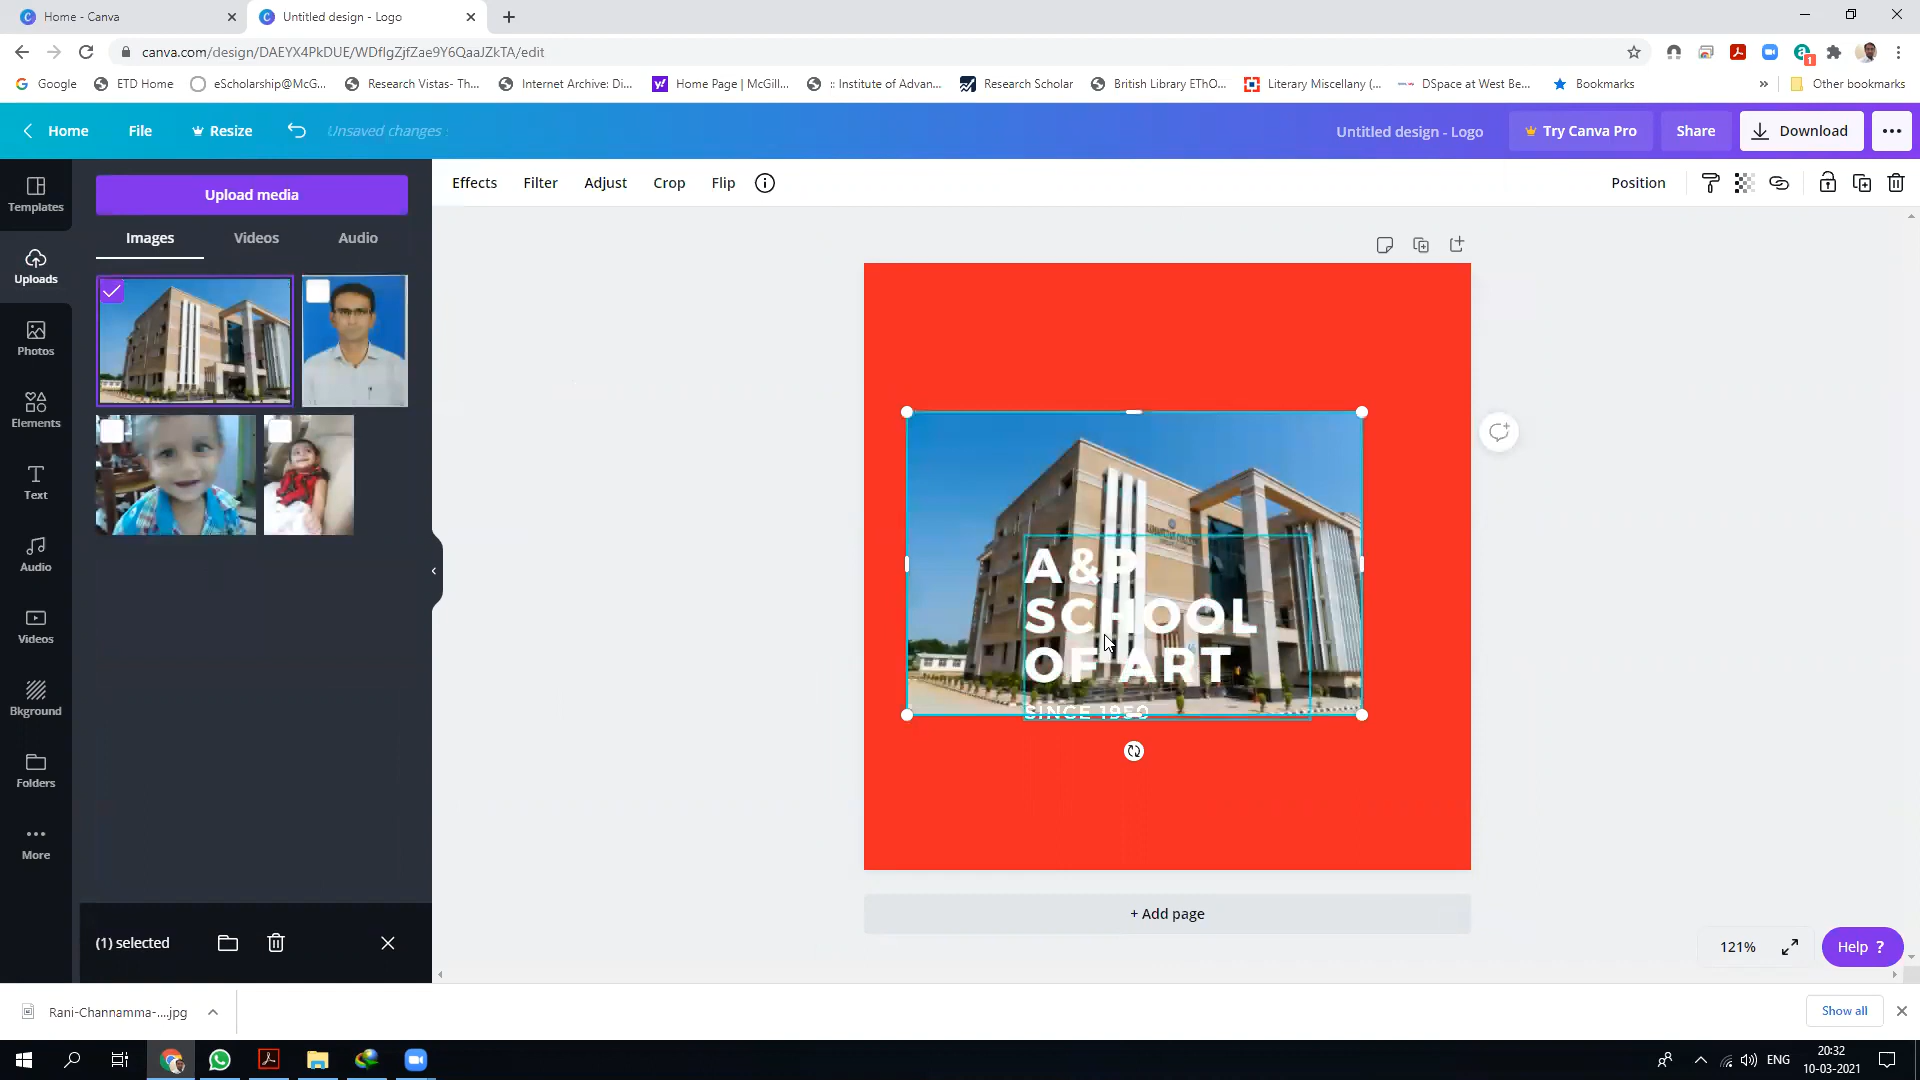 Home - Canva
Untitled design - Logo
canva.com/design/DAEYX4PkDUE/WDflgZjfZae9Y6QaaJZkTA/edit
Google
ETD Home
eScholarship@McG...
Research Vistas- Th...
Internet Archive: Di...
Home Page | McGill...
:: Institute of Advan...
Research Scholar
British Library EThO...
Literary Miscellany (...
DSpace at West Be...
Bookmarks
»
Other bookmarks
Home
File
Resize
Unsaved changes
Untitled design - Logo
Try Canva Pro
Share
Download
Templates
Uploads
Photos
Elements
Text
Audio
Videos
Bkground
Folders
More
Upload media
Images
Videos
Audio
Effects
Filter
Adjust
Crop
Flip
Position
A&P
SCHOOL
OF ART
SINCE 1950
+ Add page
(1) selected
121%
Help ?
Rani-Channamma-....jpg
Show all
ENG
20:32
10-03-2021